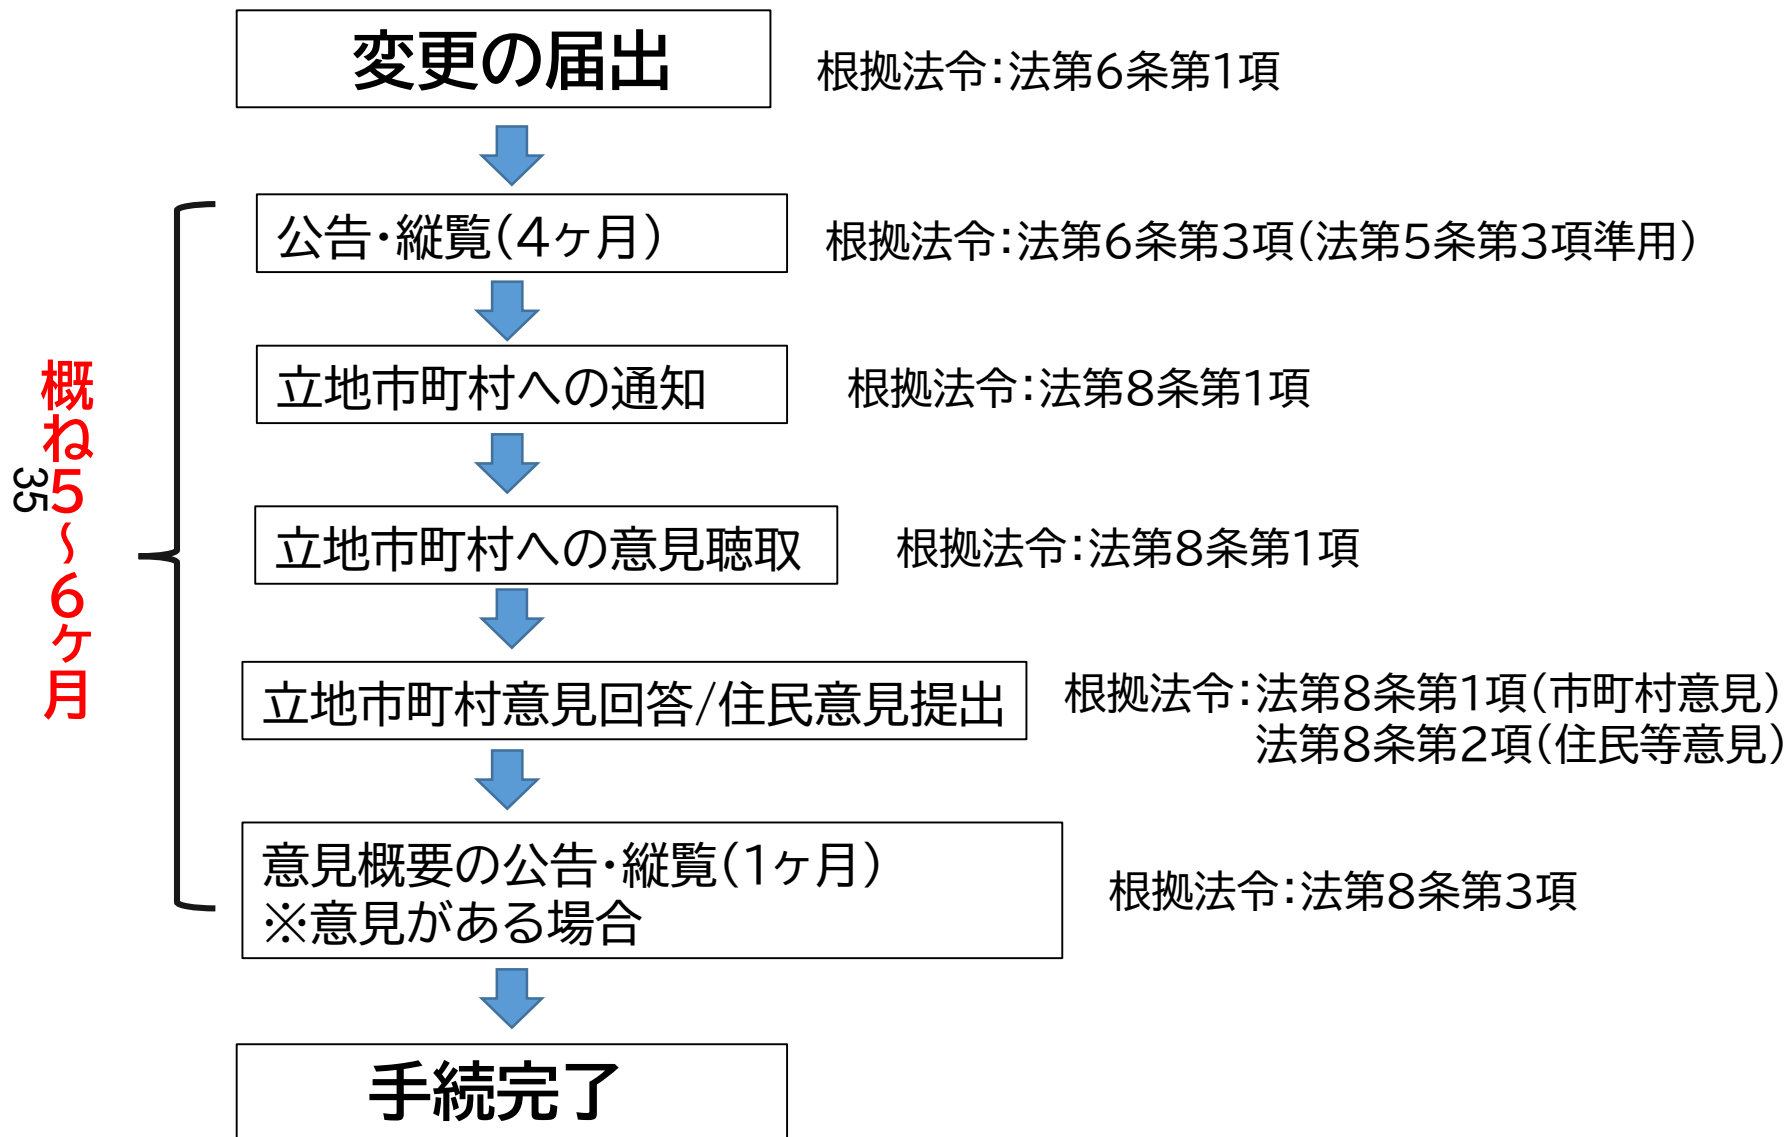 変更の届出
根拠法令：法第6条第1項
公告・縦覧（4ヶ月）
根拠法令：法第6条第3項（法第5条第3項準用）
立地市町村への通知
根拠法令：法第8条第1項
立地市町村への意見聴取
根拠法令：法第8条第1項
立地市町村意見回答/住民意見提出
根拠法令：法第8条第1項（市町村意見）
法第8条第2項（住民等意見）
意見概要の公告・縦覧（1ヶ月）
※意見がある場合
根拠法令：法第8条第3項
手続完了
概ね5～6ヶ月
35